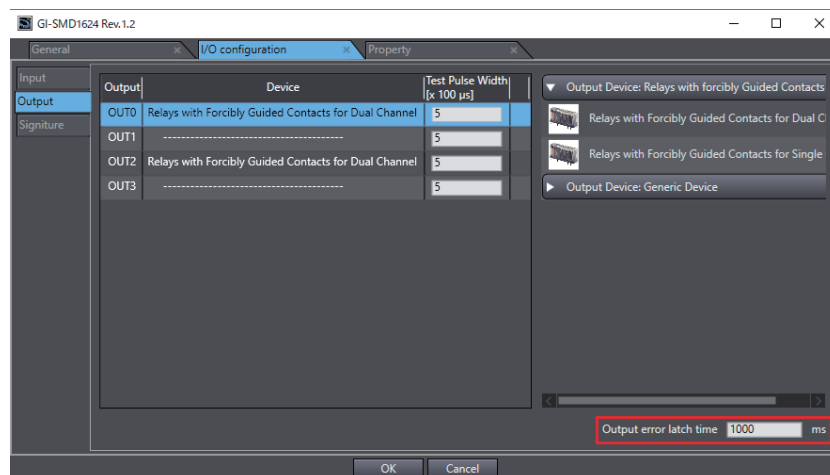 GI-SMD1624 Rev.1.2
General I/O configuration Property
Input
Output
Signiture
Output Device Test Pulse Width [x 100 µs]
OUT0 Relays with Forcibly Guided Contacts for Dual Channel 5
OUT1 ---------------------------------------- 5
OUT2 Relays with Forcibly Guided Contacts for Dual Channel 5
OUT3 ---------------------------------------- 5
Output Device: Relays with forcibly Guided Contacts
Relays with Forcibly Guided Contacts for Dual
Relays with Forcibly Guided Contacts for Single
Output Device: Generic Device
Output error latch time 1000 ms
OK Cancel